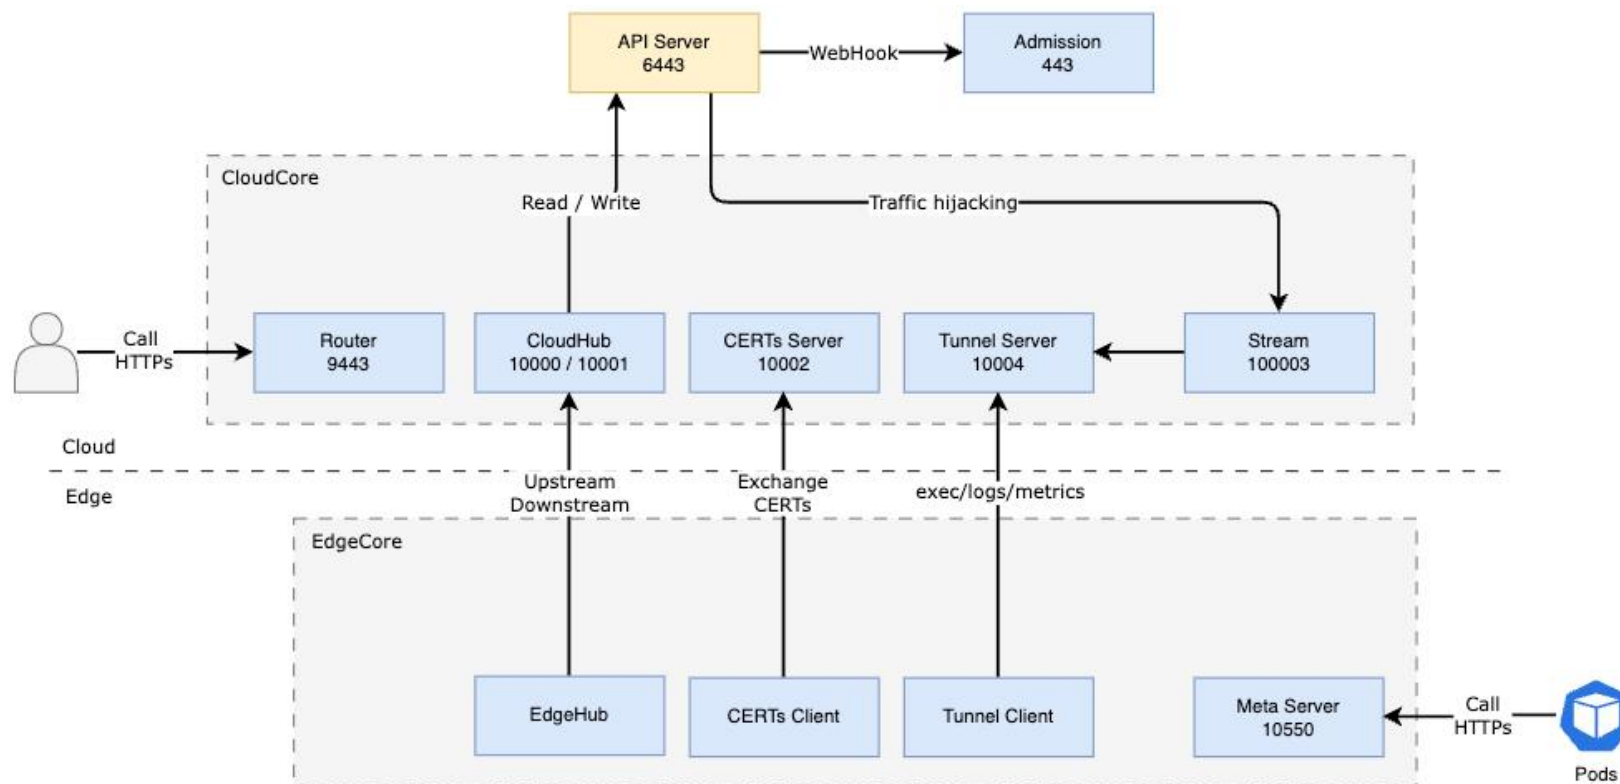 API Server
6443
WebHook
Admission
443
CloudCore
Read / Write
Traffic hijacking
Call
HTTPs
Router
9443
CloudHub
10000 / 10001
CERTs Server
10002
Tunnel Server
10004
Stream
100003
Cloud
Edge
Upstream
Downstream
Exchange
CERTs
exec/logs/metrics
EdgeCore
EdgeHub
CERTs Client
Tunnel Client
Meta Server
10550
Call
HTTPs
Pods